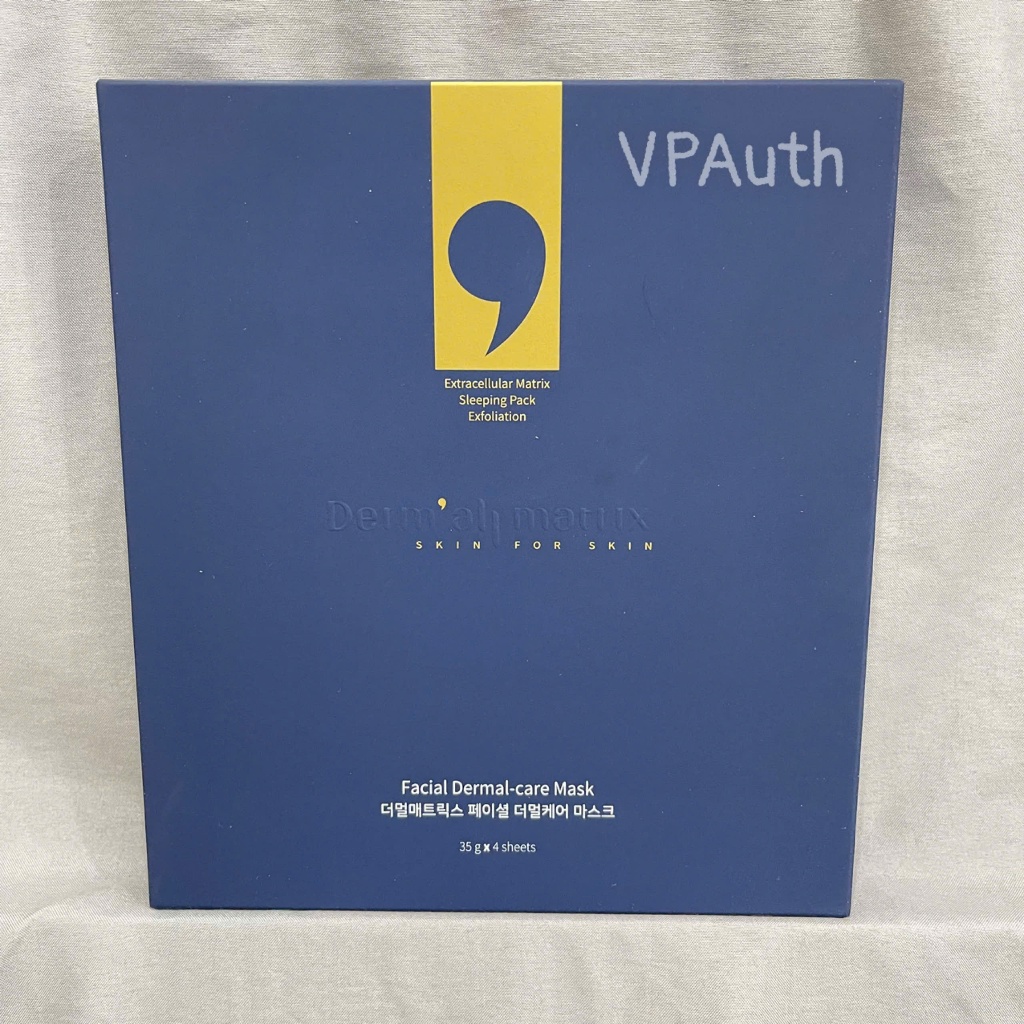 VPAuth
Extracellular Matrix
Sleeping Pack
Exfoliation
Derm'all matrix
SKIN FOR SKIN
Facial Dermal-care Mask
더멀매트릭스 페이셜 더멀케어 마스크
35 g x 4 sheets